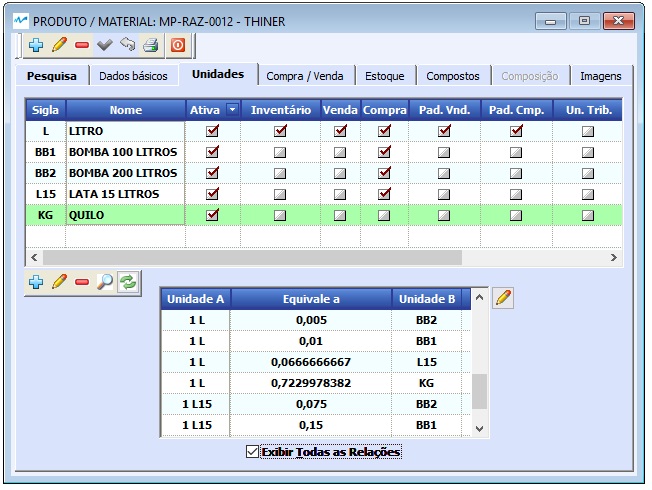 PRODUTO / MATERIAL: MP-RAZ-0012 - THINER
Pesquisa Dados básicos Unidades Compra / Venda Estoque Compostos Composição Imagens
Sigla Nome Ativa Inventário Venda Compra Pad. Vnd. Pad. Cmp. Un. Trib.
L LITRO
BB1 BOMBA 100 LITROS
BB2 BOMBA 200 LITROS
L15 LATA 15 LITROS
KG QUILO
Unidade A Equivale a Unidade B
1 L 0,005 BB2
1 L 0,01 BB1
1 L 0,0666666667 L15
1 L 0,7229978382 KG
1 L15 0,075 BB2
1 L15 0,15 BB1
Exibir Todas as Relações